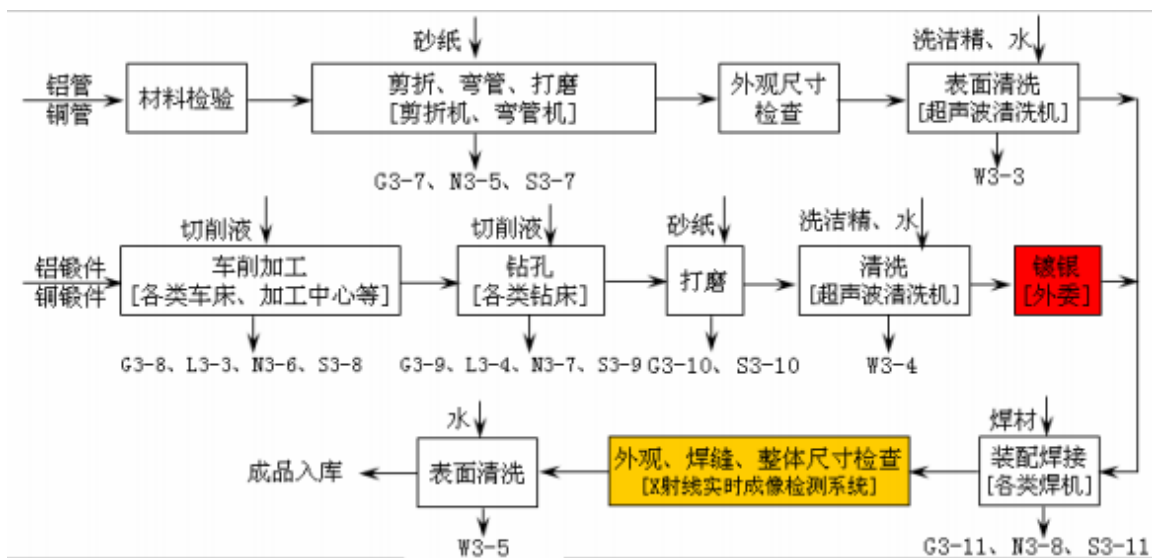 砂纸
洗洁精、水
铝管
铜管
材料检验
剪折、弯管、打磨
[剪折机、弯管机]
外观尺寸
检查
表面清洗
[超声波清洗机]
G3-7、N3-5、S3-7
W3-3
切削液
切削液
砂纸
洗洁精、水
铝锻件
铜锻件
车削加工
[各类车床、加工中心等]
钻孔
[各类钻床]
打磨
清洗
[超声波清洗机]
镀银
[外委]
G3-8、L3-3、N3-6、S3-8
G3-9、L3-4、N3-7、S3-9
G3-10、S3-10
W3-4
水
焊材
成品入库
表面清洗
外观、焊缝、整体尺寸检查
[X射线实时成像检测系统]
装配焊接
[各类焊机]
W3-5
G3-11、N3-8、S3-11